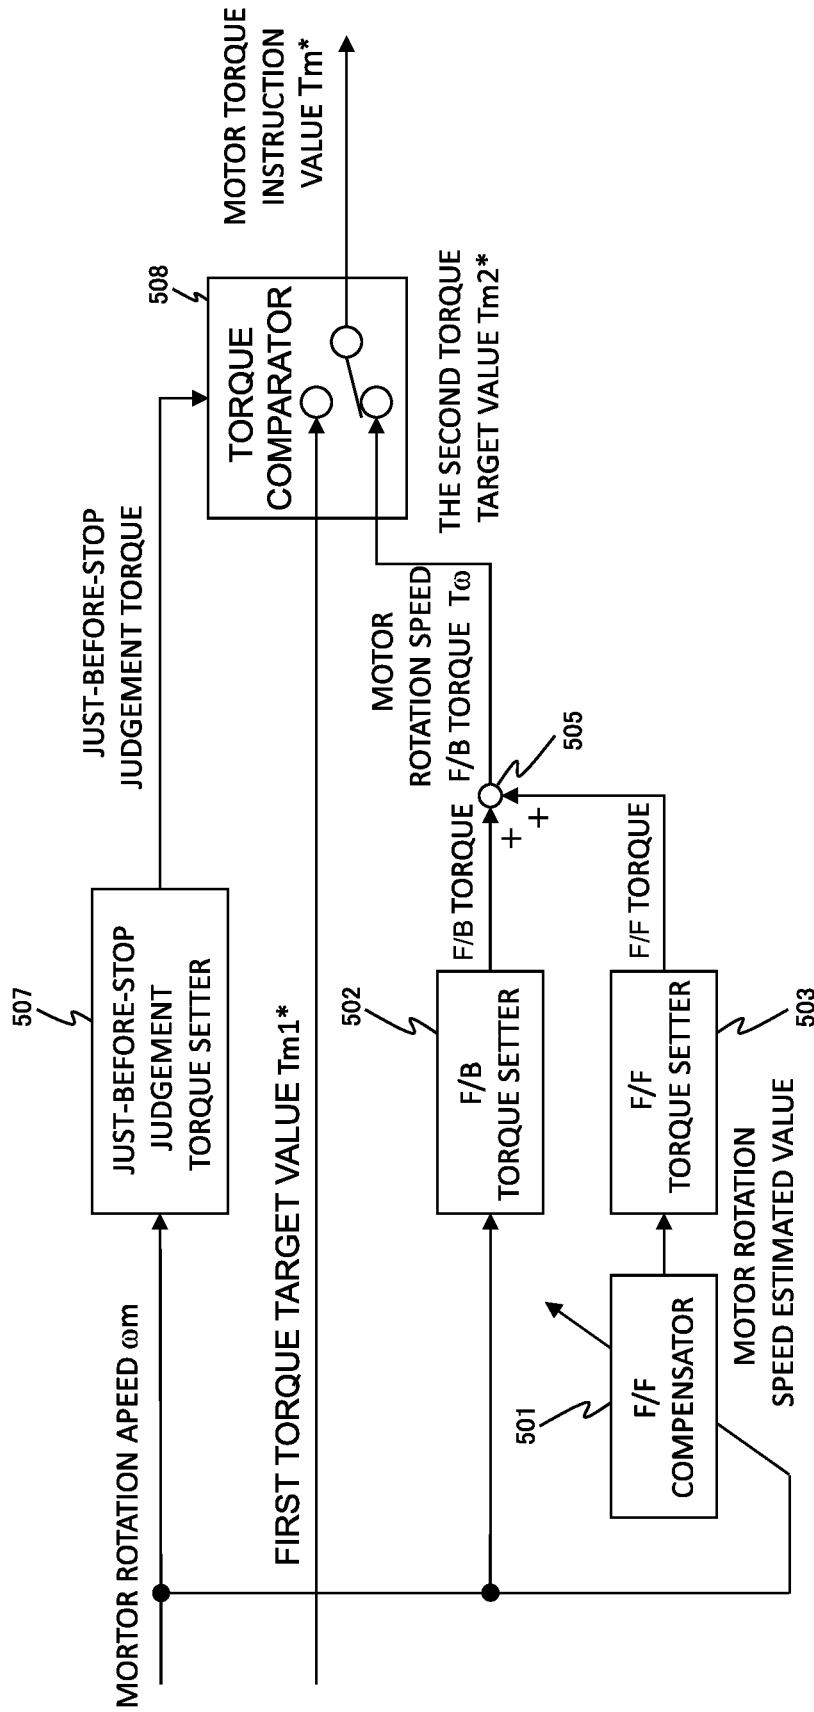 MORTOR ROTATION APEED ωm
507
JUST-BEFORE-STOP
JUDGEMENT
TORQUE SETTER
JUST-BEFORE-STOP
JUDGEMENT TORQUE
508
TORQUE
COMPARATOR
MOTOR TORQUE
INSTRUCTION
VALUE Tm*
FIRST TORQUE TARGET VALUE Tm1*
502
F/B
TORQUE SETTER
F/B TORQUE
+
+
505
MOTOR
ROTATION SPEED
F/B TORQUE Tω
THE SECOND TORQUE
TARGET VALUE Tm2*
501
F/F
COMPENSATOR
MOTOR ROTATION
SPEED ESTIMATED VALUE
F/F
TORQUE SETTER
503
F/F TORQUE